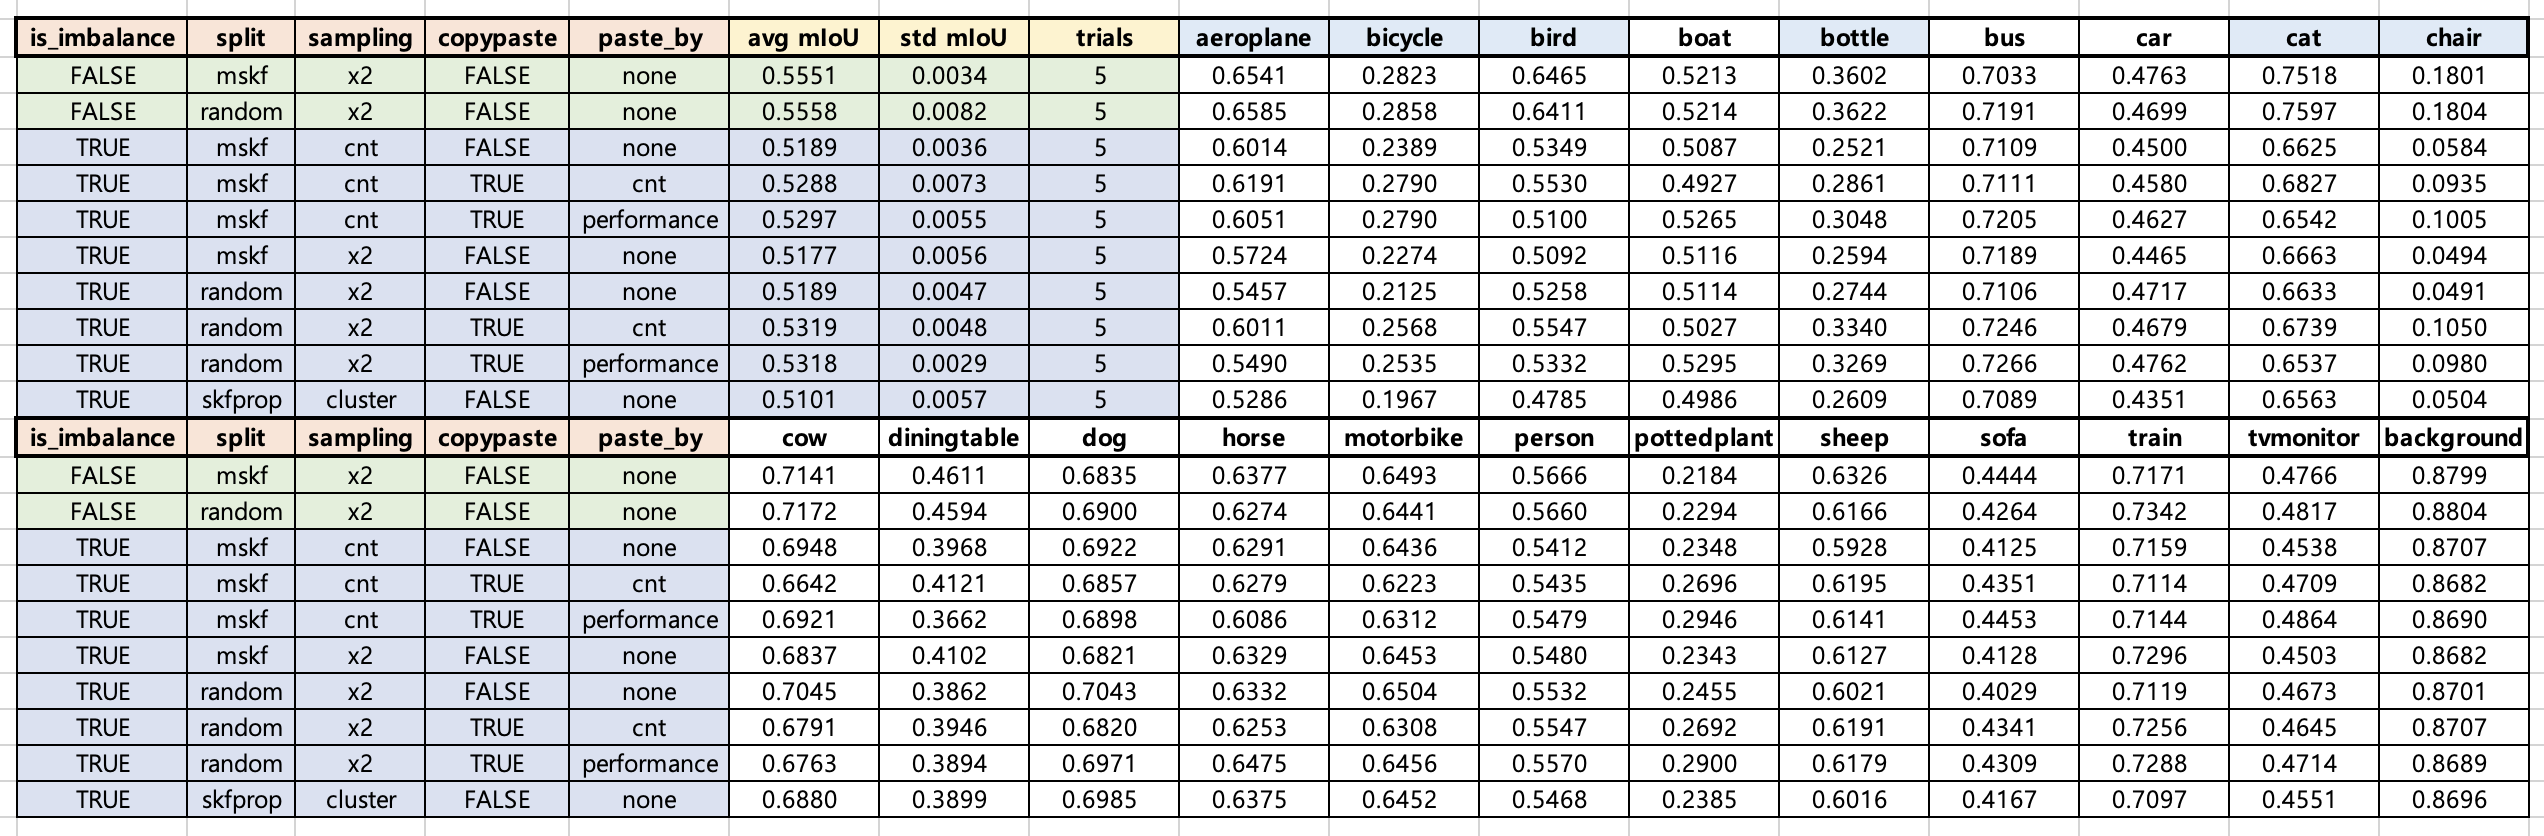 is_imbalance split sampling copypaste paste_by avg mIoU std mIoU trials aeroplane bicycle bird boat bottle bus car cat chair
FALSE mskf x2 FALSE none 0.5551 0.0034 5 0.6541 0.2823 0.6465 0.5213 0.3602 0.7033 0.4763 0.7518 0.1801
FALSE random x2 FALSE none 0.5558 0.0082 5 0.6585 0.2858 0.6411 0.5214 0.3622 0.7191 0.4699 0.7597 0.1804
TRUE mskf cnt FALSE none 0.5189 0.0036 5 0.6014 0.2389 0.5349 0.5087 0.2521 0.7109 0.4500 0.6625 0.0584
TRUE mskf cnt TRUE cnt 0.5288 0.0073 5 0.6191 0.2790 0.5530 0.4927 0.2861 0.7111 0.4580 0.6827 0.0935
TRUE mskf cnt TRUE performance 0.5297 0.0055 5 0.6051 0.2790 0.5100 0.5265 0.3048 0.7205 0.4627 0.6542 0.1005
TRUE mskf x2 FALSE none 0.5177 0.0056 5 0.5724 0.2274 0.5092 0.5116 0.2594 0.7189 0.4465 0.6663 0.0494
TRUE random x2 FALSE none 0.5189 0.0047 5 0.5457 0.2125 0.5258 0.5114 0.2744 0.7106 0.4717 0.6633 0.0491
TRUE random x2 TRUE cnt 0.5319 0.0048 5 0.6011 0.2568 0.5547 0.5027 0.3340 0.7246 0.4679 0.6739 0.1050
TRUE random x2 TRUE performance 0.5318 0.0029 5 0.5490 0.2535 0.5332 0.5295 0.3269 0.7266 0.4762 0.6537 0.0980
TRUE skfprop cluster FALSE none 0.5101 0.0057 5 0.5286 0.1967 0.4785 0.4986 0.2609 0.7089 0.4351 0.6563 0.0504
is_imbalance split sampling copypaste paste_by cow diningtable dog horse motorbike person pottedplant sheep sofa train tvmonitor background
FALSE mskf x2 FALSE none 0.7141 0.4611 0.6835 0.6377 0.6493 0.5666 0.2184 0.6326 0.4444 0.7171 0.4766 0.8799
FALSE random x2 FALSE none 0.7172 0.4594 0.6900 0.6274 0.6441 0.5660 0.2294 0.6166 0.4264 0.7342 0.4817 0.8804
TRUE mskf cnt FALSE none 0.6948 0.3968 0.6922 0.6291 0.6436 0.5412 0.2348 0.5928 0.4125 0.7159 0.4538 0.8707
TRUE mskf cnt TRUE cnt 0.6642 0.4121 0.6857 0.6279 0.6223 0.5435 0.2696 0.6195 0.4351 0.7114 0.4709 0.8682
TRUE mskf cnt TRUE performance 0.6921 0.3662 0.6898 0.6086 0.6312 0.5479 0.2946 0.6141 0.4453 0.7144 0.4864 0.8690
TRUE mskf x2 FALSE none 0.6837 0.4102 0.6821 0.6329 0.6453 0.5480 0.2343 0.6127 0.4128 0.7296 0.4503 0.8682
TRUE random x2 FALSE none 0.7045 0.3862 0.7043 0.6332 0.6504 0.5532 0.2455 0.6021 0.4029 0.7119 0.4673 0.8701
TRUE random x2 TRUE cnt 0.6791 0.3946 0.6820 0.6253 0.6308 0.5547 0.2692 0.6191 0.4341 0.7256 0.4645 0.8707
TRUE random x2 TRUE performance 0.6763 0.3894 0.6971 0.6475 0.6456 0.5570 0.2900 0.6179 0.4309 0.7288 0.4714 0.8689
TRUE skfprop cluster FALSE none 0.6880 0.3899 0.6985 0.6375 0.6452 0.5468 0.2385 0.6016 0.4167 0.7097 0.4551 0.8696